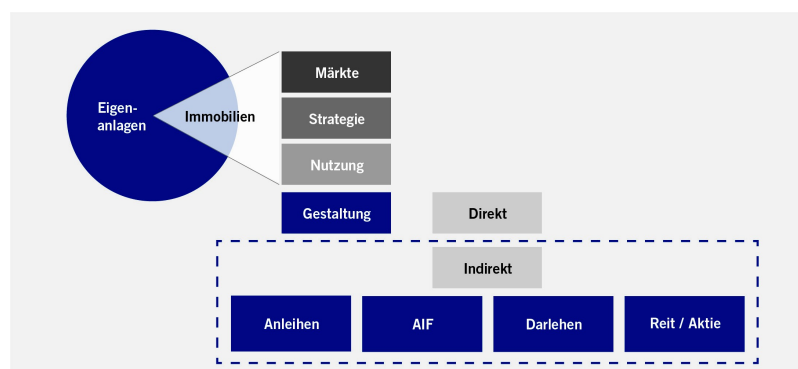 Eigen-
anlagen
Immobilien
Märkte
Strategie
Nutzung
Gestaltung
Direkt
Indirekt
Anleihen
AIF
Darlehen
Reit / Aktie